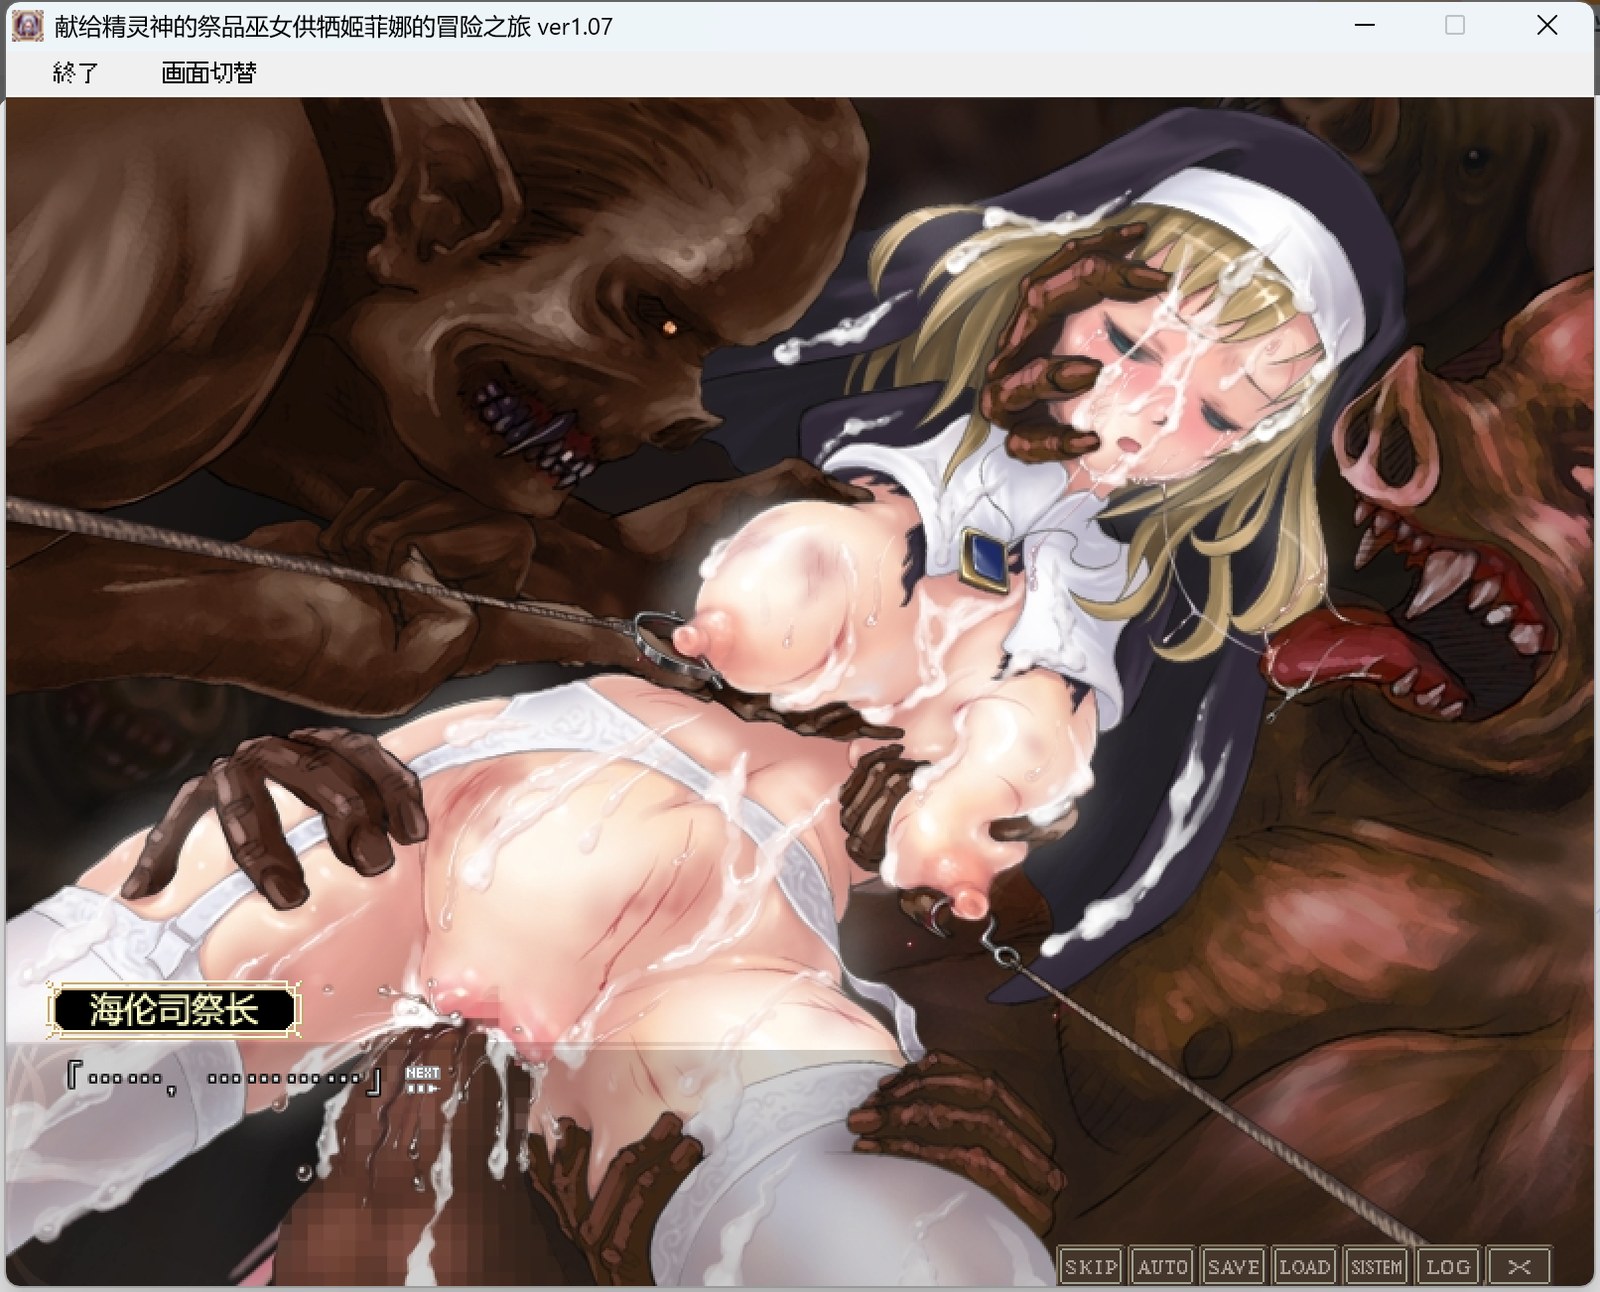 献给精灵神的祭品巫女供牺姬菲娜的冒险之旅 ver1.07
終了 画面切替
海伦司祭长
『……，…………』 NEXT
SKIP AUTO SAVE LOAD SISTEM LOG